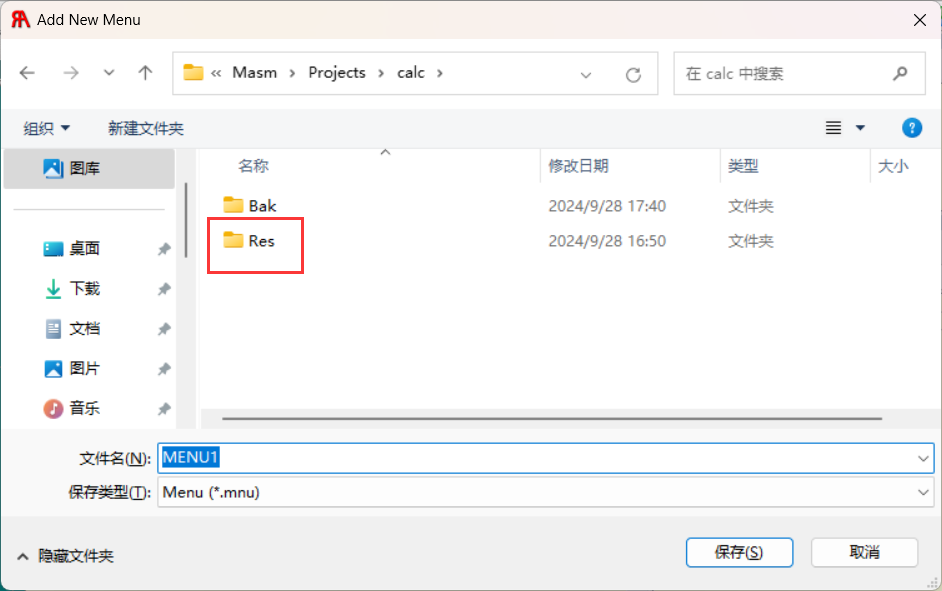 Add New Menu
« Masm › Projects › calc ›
在 calc 中搜索
组织
新建文件夹
图库
名称 修改日期 类型 大小
Bak 2024/9/28 17:40 文件夹
Res 2024/9/28 16:50 文件夹
桌面
下载
文档
图片
音乐
文件名(N): MENU1
保存类型(T): Menu (*.mnu)
隐藏文件夹
保存(S)
取消